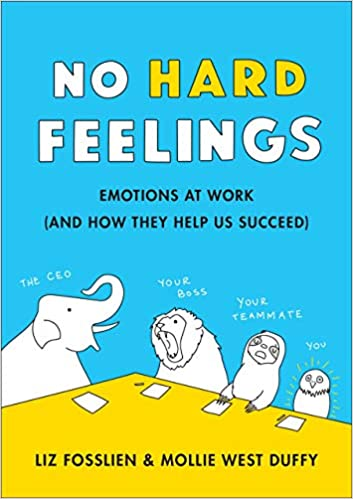 NO HARD
FEELINGS
EMOTIONS AT WORK
(AND HOW THEY HELP US SUCCEED)
THE CEO
YOUR
BOSS
YOUR
TEAMMATE
YOU
LIZ FOSSLIEN & MOLLIE WEST DUFFY